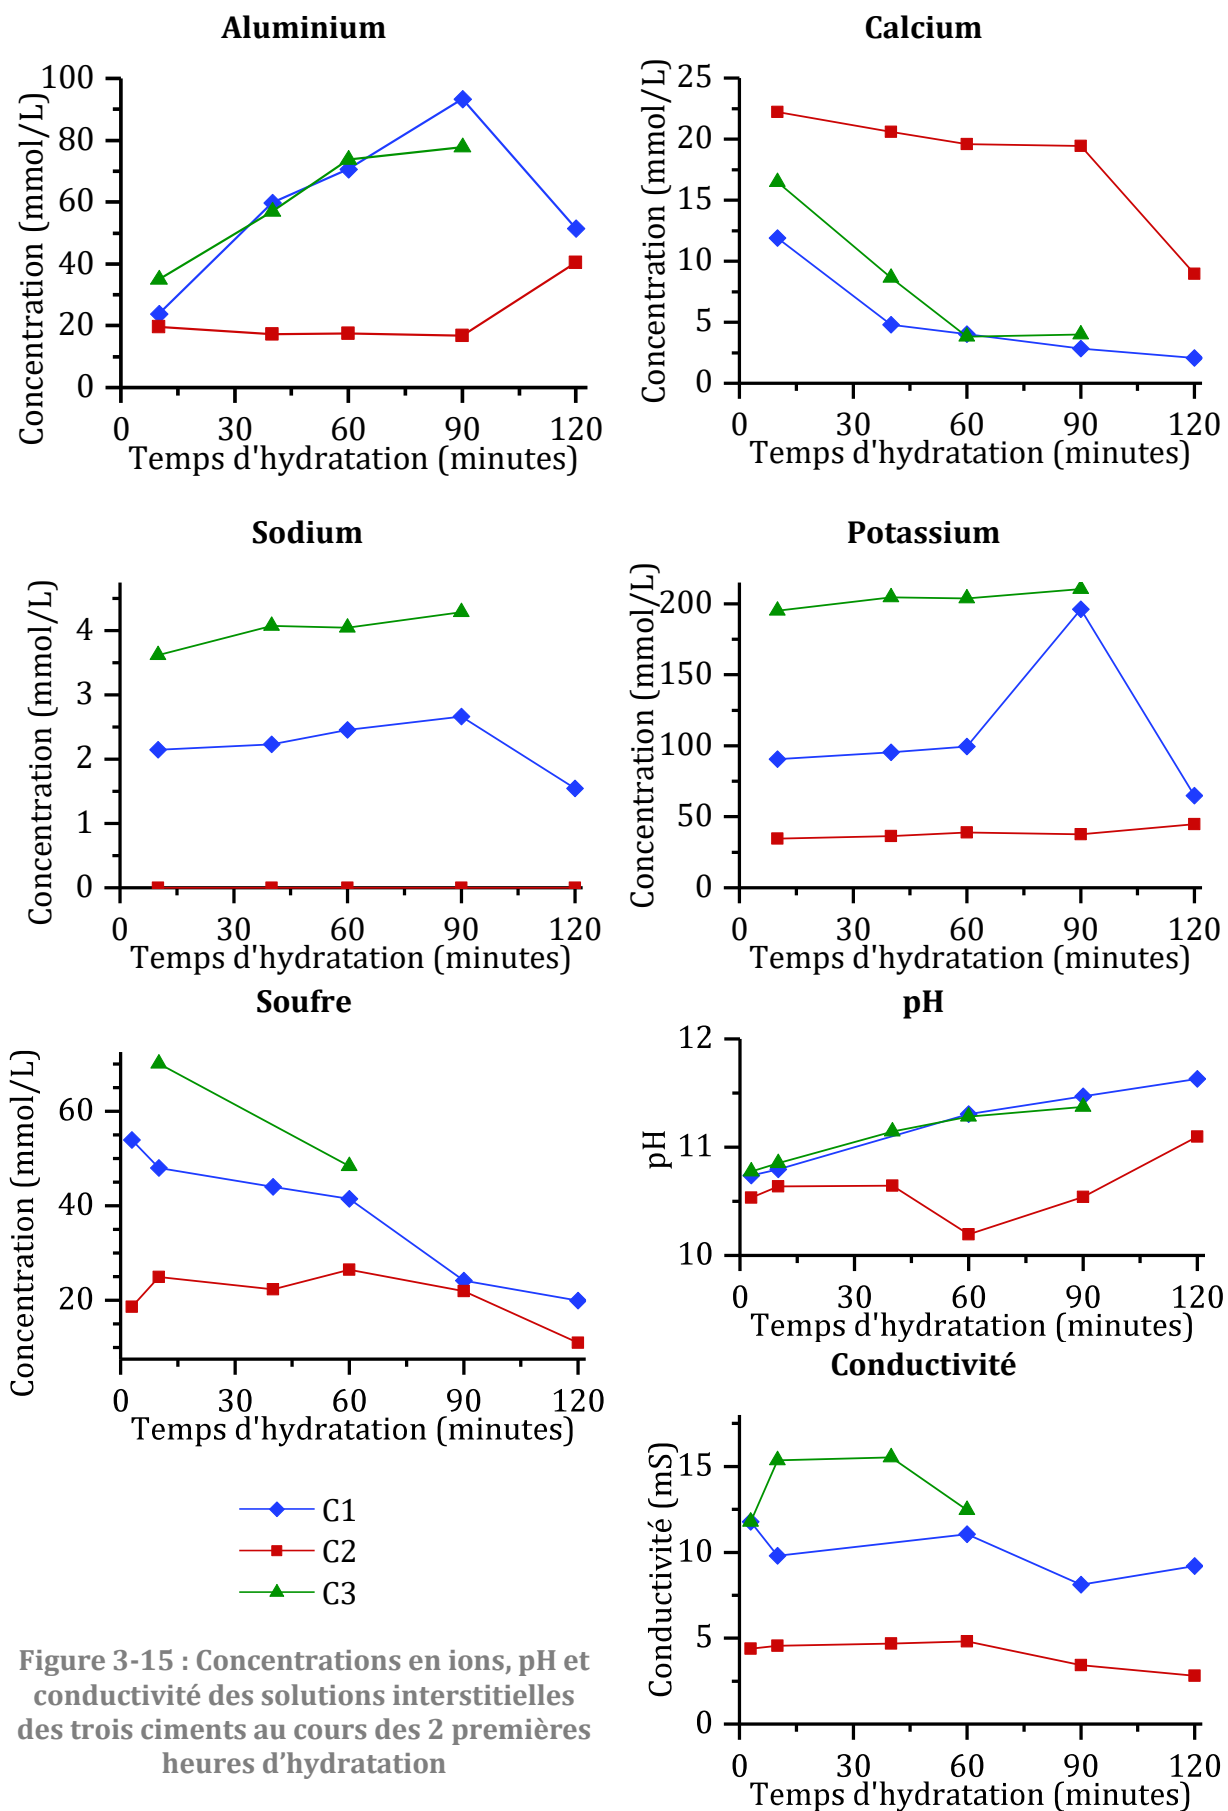 Aluminium
Concentration (mmol/L)
100
80
60
40
20
0
0 30 60 90 120
Temps d'hydratation (minutes)
Calcium
Concentration (mmol/L)
25
20
15
10
5
0
0 30 60 90 120
Temps d'hydratation (minutes)
Sodium
Concentration (mmol/L)
4
3
2
1
0
0 30 60 90 120
Temps d'hydratation (minutes)
Potassium
Concentration (mmol/L)
200
150
100
50
0
0 30 60 90 120
Temps d'hydratation (minutes)
Soufre
Concentration (mmol/L)
60
40
20
0 30 60 90 120
Temps d'hydratation (minutes)
pH
pH
12
11
10
0 30 60 90 120
Temps d'hydratation (minutes)
Conductivité
Conductivité (mS)
15
10
5
0
0 30 60 90 120
Temps d'hydratation (minutes)
C1
C2
C3
Figure 3-15 : Concentrations en ions, pH et
conductivité des solutions interstitielles
des trois ciments au cours des 2 premières
heures d’hydratation